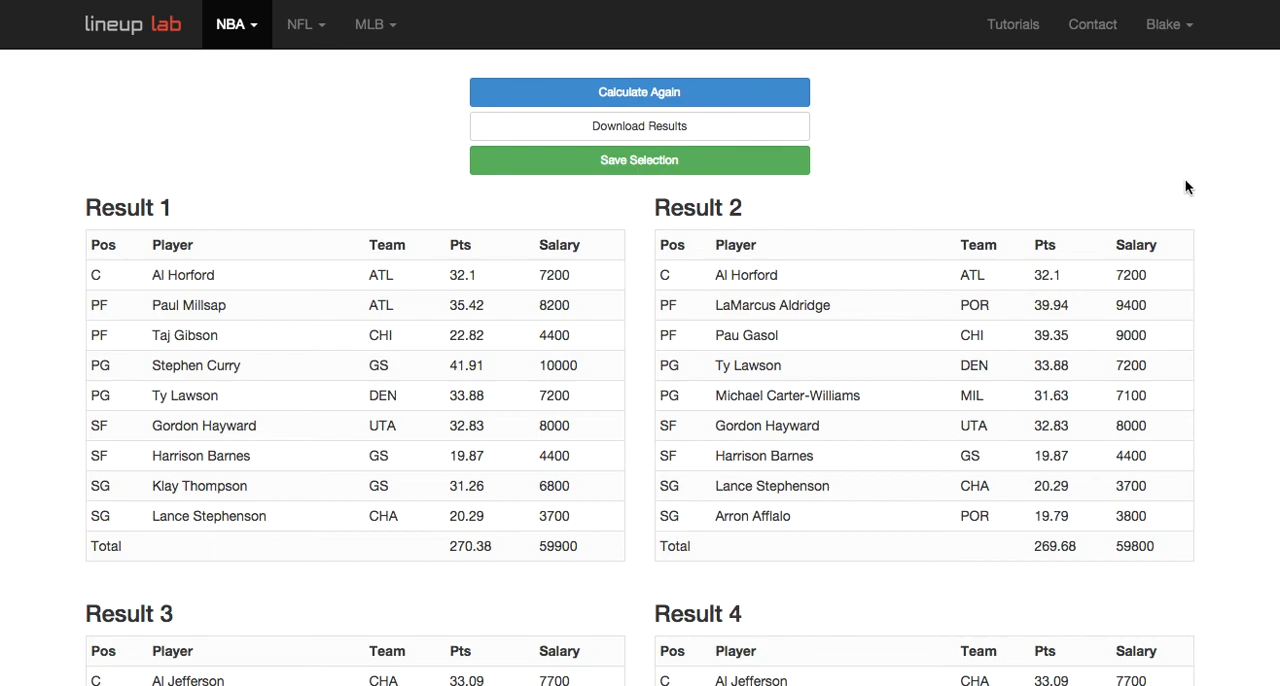 lineup lab NBA NFL MLB Tutorials Contact Blake
Calculate Again
Download Results
Save Selection
Result 1
Pos Player Team Pts Salary
C Al Horford ATL 32.1 7200
PF Paul Millsap ATL 35.42 8200
PF Taj Gibson CHI 22.82 4400
PG Stephen Curry GS 41.91 10000
PG Ty Lawson DEN 33.88 7200
SF Gordon Hayward UTA 32.83 8000
SF Harrison Barnes GS 19.87 4400
SG Klay Thompson GS 31.26 6800
SG Lance Stephenson CHA 20.29 3700
Total 270.38 59900
Result 2
Pos Player Team Pts Salary
C Al Horford ATL 32.1 7200
PF LaMarcus Aldridge POR 39.94 9400
PF Pau Gasol CHI 39.35 9000
PG Ty Lawson DEN 33.88 7200
PG Michael Carter-Williams MIL 31.63 7100
SF Gordon Hayward UTA 32.83 8000
SF Harrison Barnes GS 19.87 4400
SG Lance Stephenson CHA 20.29 3700
SG Arron Afflalo POR 19.79 3800
Total 269.68 59800
Result 3
Pos Player Team Pts Salary
C Al Jefferson CHA 33.09 7700
Result 4
Pos Player Team Pts Salary
C Al Jefferson CHA 33.09 7700